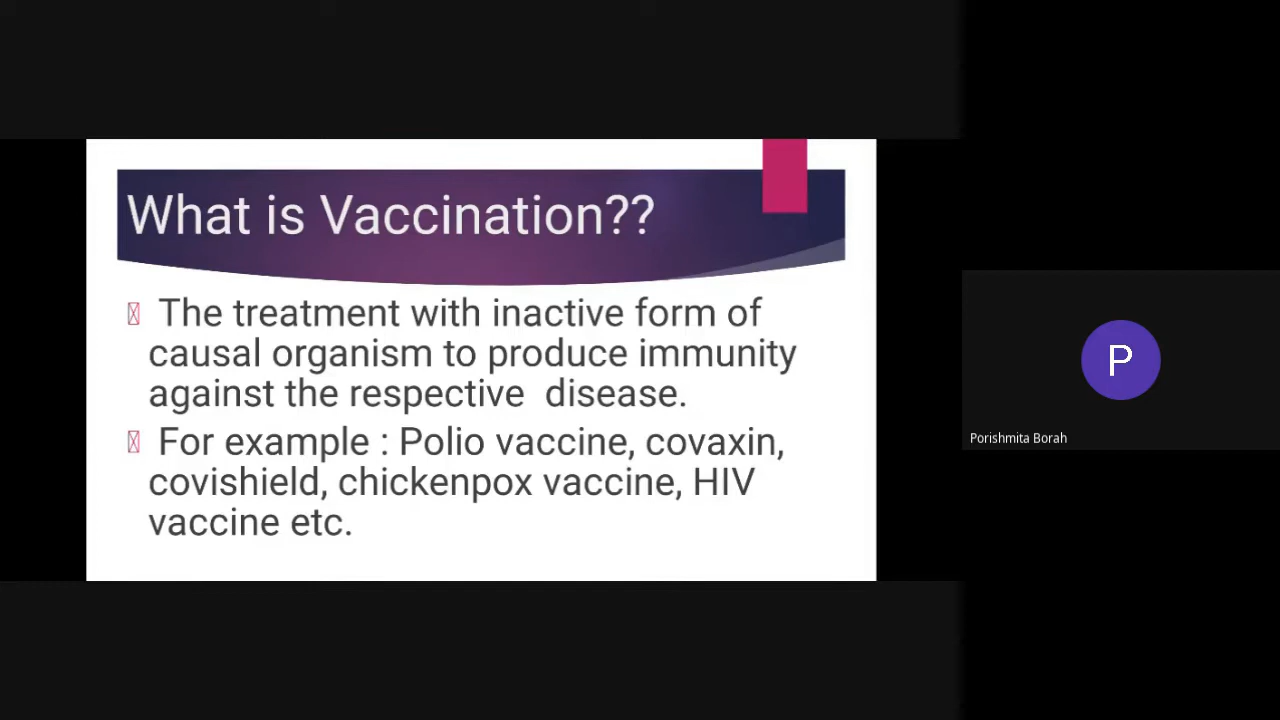 What is Vaccination??
The treatment with inactive form of
causal organism to produce immunity
against the respective disease.
For example : Polio vaccine, covaxin,
covishield, chickenpox vaccine, HIV
vaccine etc.
P
Porishmita Borah